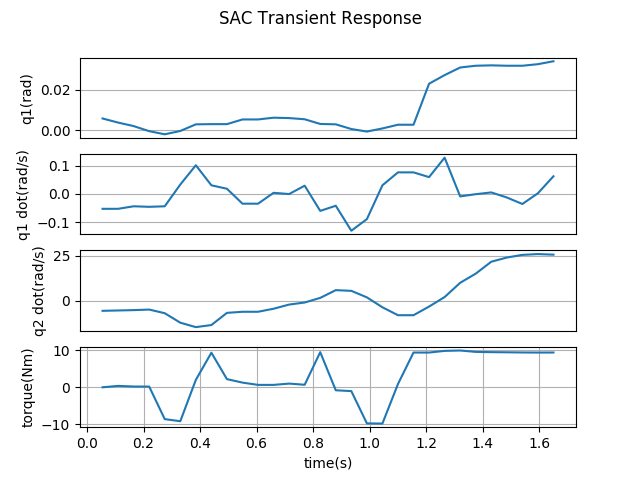 SAC Transient Response
q1(rad)
0.02
0.00
q1 dot(rad/s)
0.1
0.0
−0.1
q2 dot(rad/s)
25
0
torque(Nm)
10
0
−10
0.0 0.2 0.4 0.6 0.8 1.0 1.2 1.4 1.6
time(s)